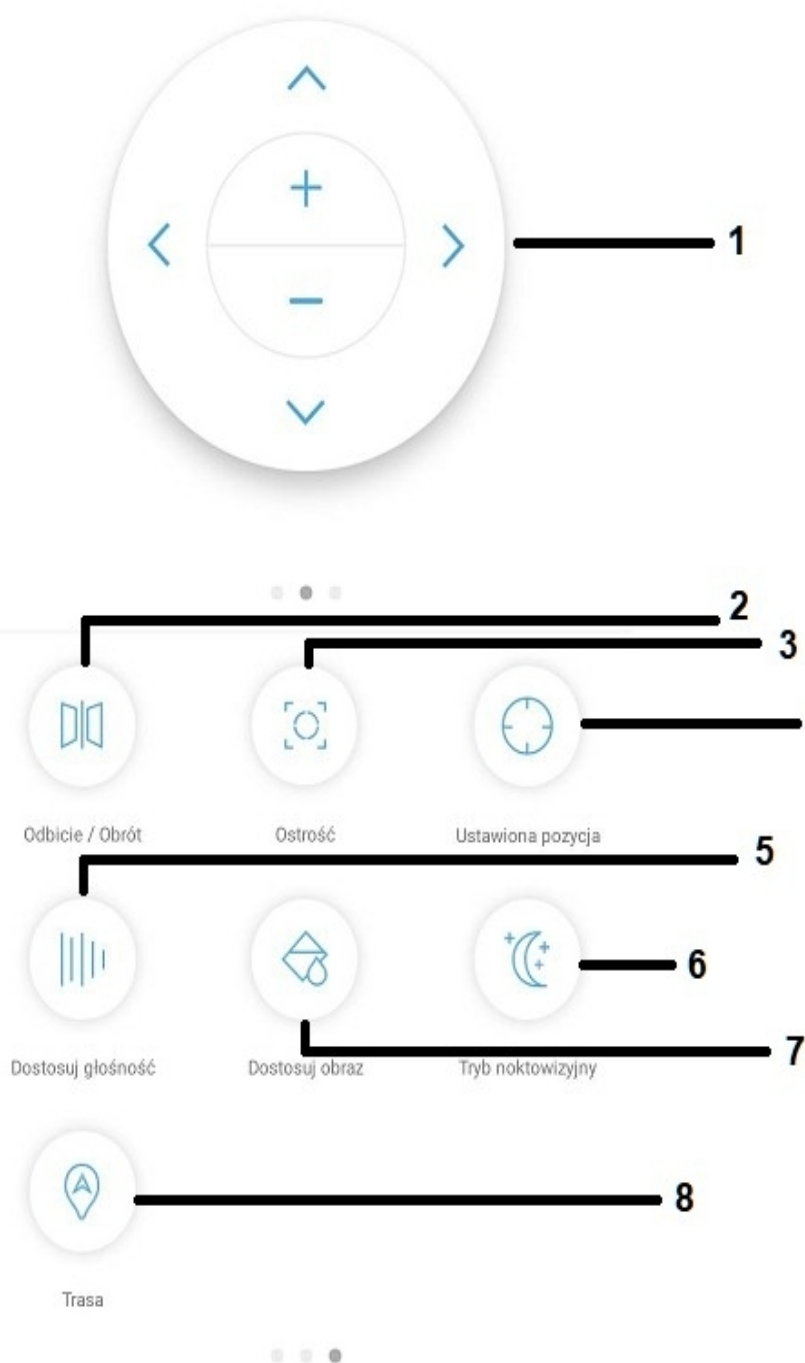 1
2
3
Odbicie / Obrót
Ostrość
Ustawiona pozycja
5
6
7
Dostosuj głośność
Dostosuj obraz
Tryb noktowizyjny
8
Trasa